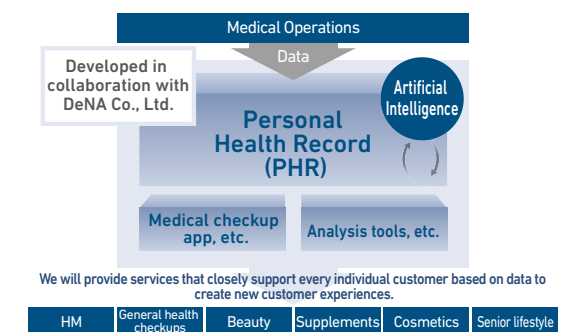 Medical Operations
Data
Developed in
collaboration with
DeNA Co., Ltd.
Artificial
Intelligence
Personal
Health Record
(PHR)
Medical checkup
app, etc.
Analysis tools, etc.
We will provide services that closely support every individual customer based on data to
create new customer experiences.
HM
General health
checkups
Beauty
Supplements
Cosmetics
Senior lifestyle